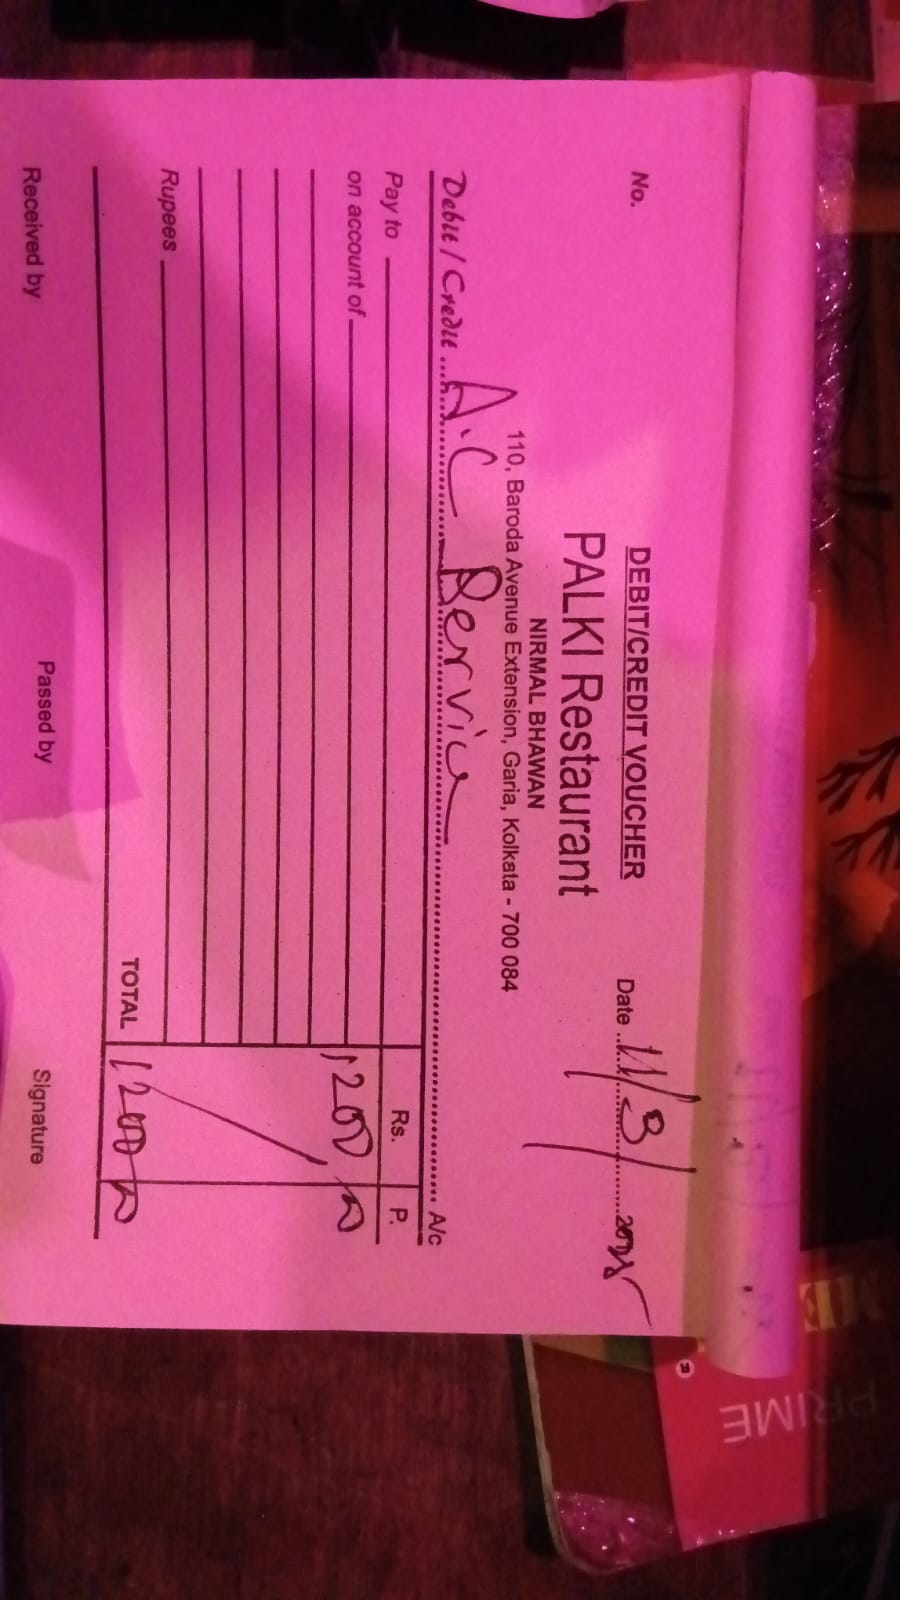 DEBIT/CREDIT VOUCHER
No.
Date 11/3/2025
PALKI Restaurant
NIRMAL BHAWAN
110, Baroda Avenue Extension, Garia, Kolkata - 700 084
Debit / Credit A.C Service A/c
Pay to Rs. P.
on account of 1200
Rupees
TOTAL 1200
Received by Passed by Signature
PRIME